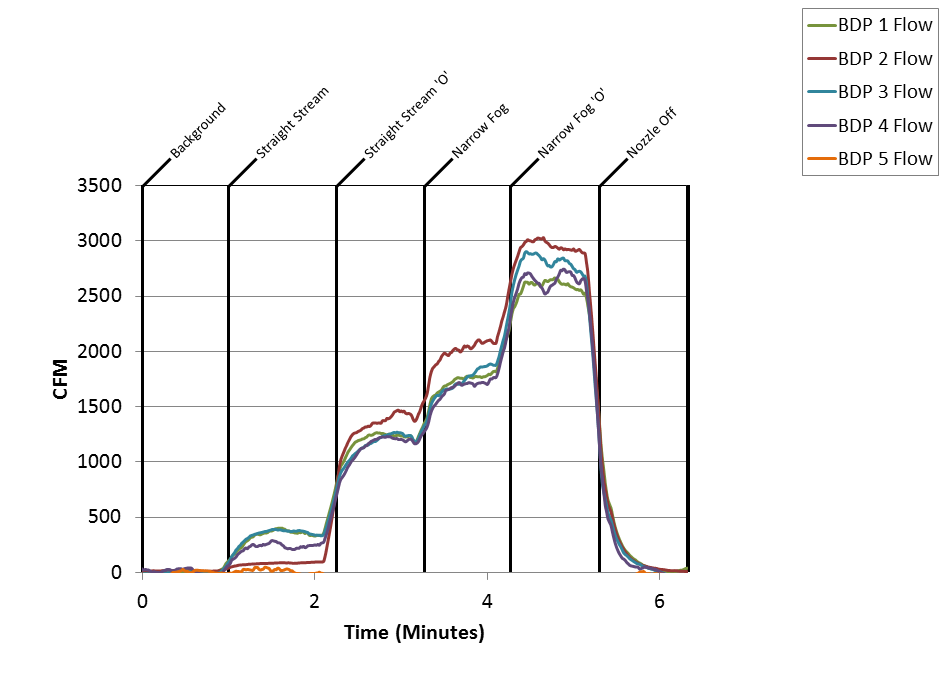 BDP 1 Flow
BDP 2 Flow
BDP 3 Flow
BDP 4 Flow
BDP 5 Flow
Background
Straight Stream
Straight Stream 'O'
Narrow Fog
Narrow Fog 'O'
Nozzle Off
3500
3000
2500
2000
1500
1000
500
0
CFM
0 2 4 6
Time (Minutes)